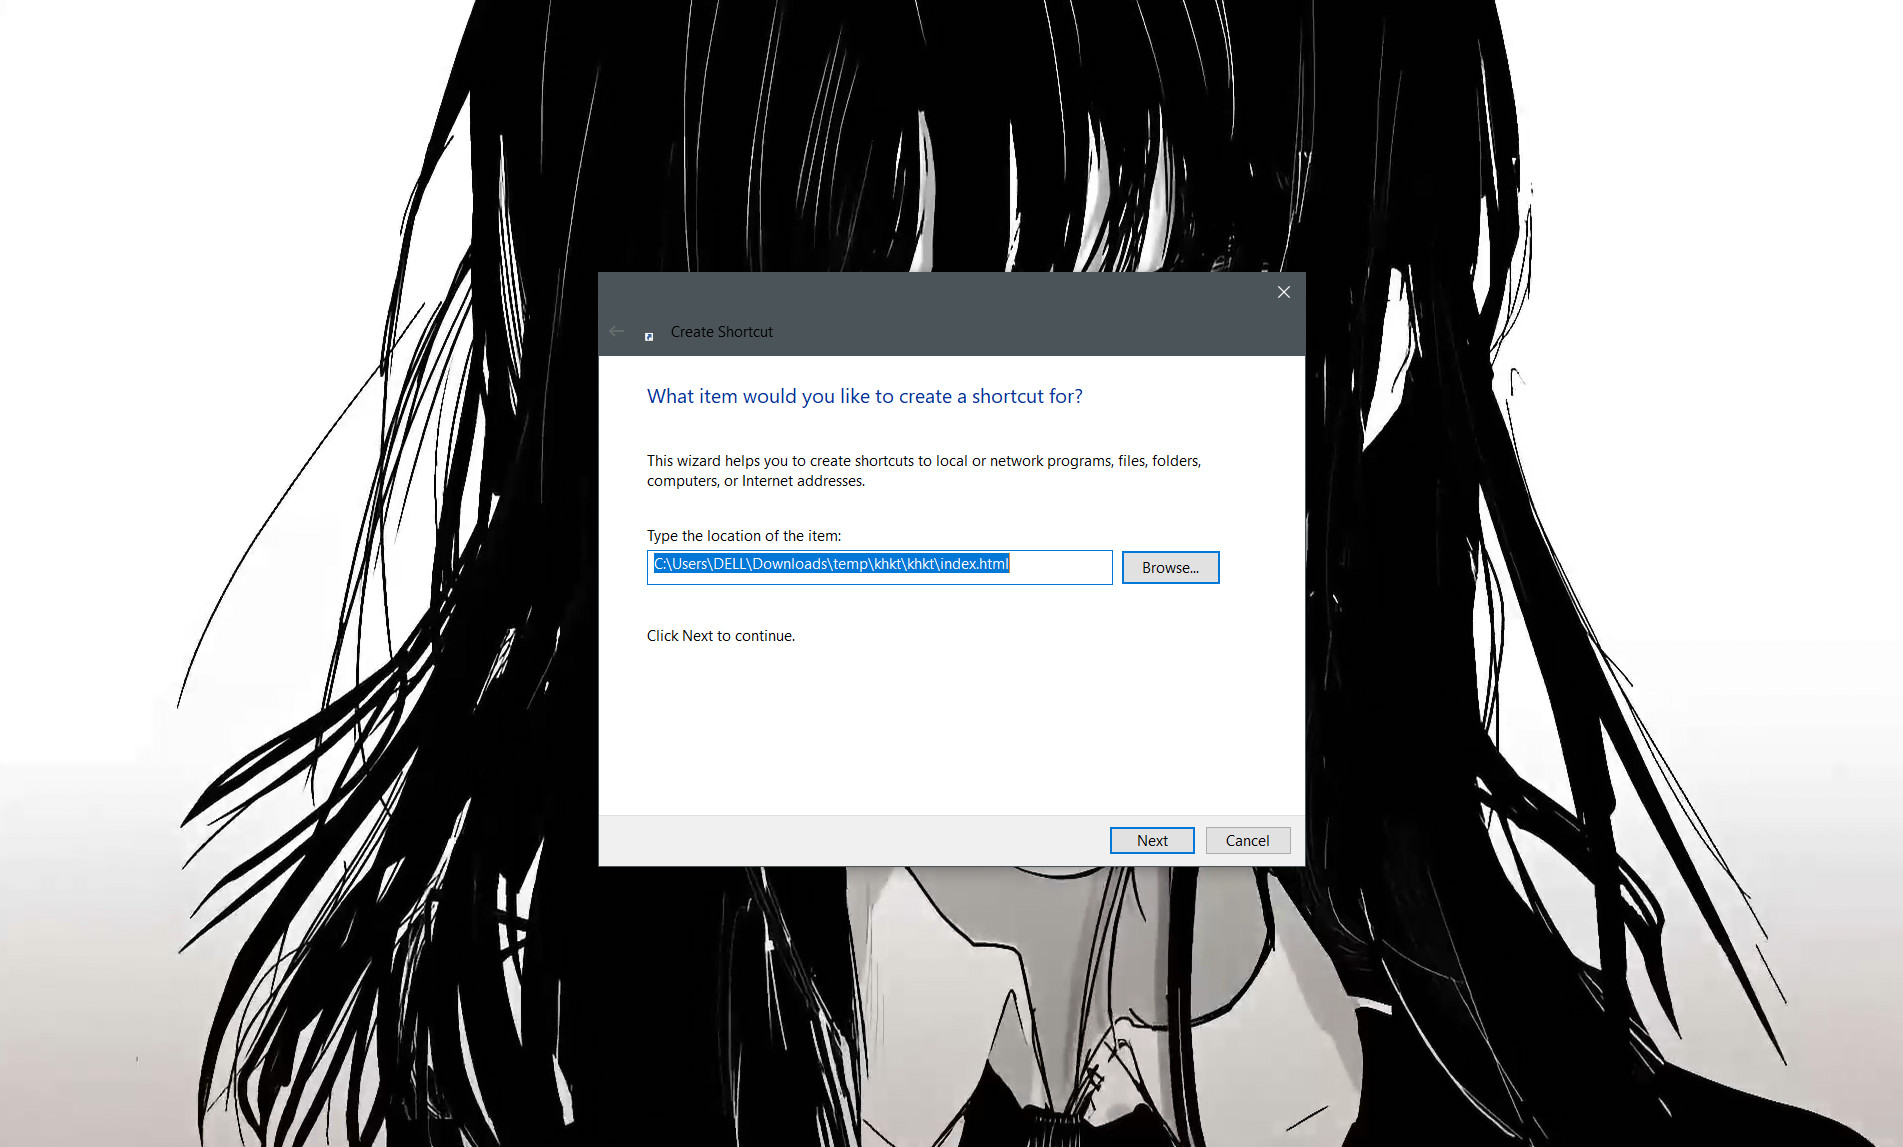 Create Shortcut
What item would you like to create a shortcut for?
This wizard helps you to create shortcuts to local or network programs, files, folders,
computers, or Internet addresses.
Type the location of the item:
C:\Users\DELL\Downloads\temp\khkt\khkt\index.html
Browse...
Click Next to continue.
Next
Cancel